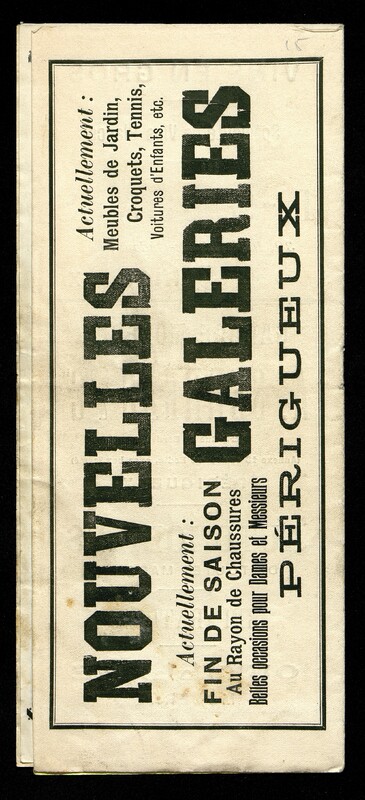 NOUVELLES
Actuellement :
Meubles de Jardin,
Croquets, Tennis,
Voitures d'Enfants, etc.
Actuellement :
FIN DE SAISON
Au Rayon de Chaussures
Belles occasions pour Dames et Messieurs
GALERIES
PÉRIGUEUX
15